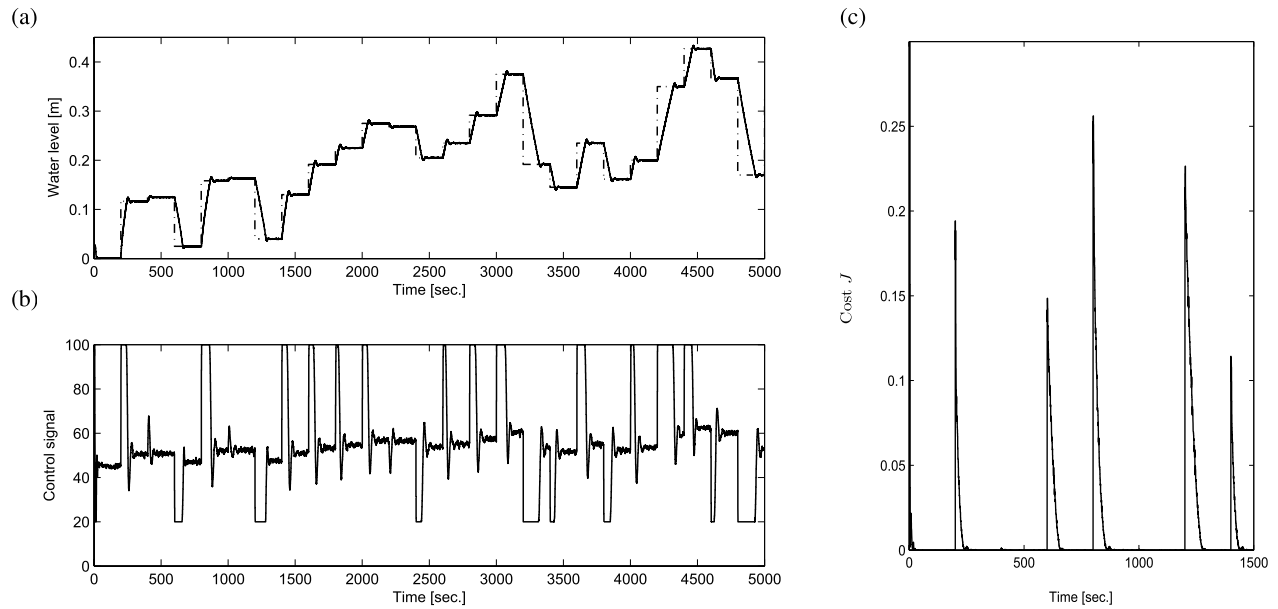 (a)
0.4
0.3
0.2
0.1
0
Water level [m]
0 500 1000 1500 2000 2500 3000 3500 4000 4500 5000
Time [sec.]
(b)
100
80
60
40
20
0
Control signal
0 500 1000 1500 2000 2500 3000 3500 4000 4500 5000
Time [sec.]
(c)
0.25
0.2
0.15
0.1
0.05
0
Cost J
0 500 1000 1500
Time [sec.]